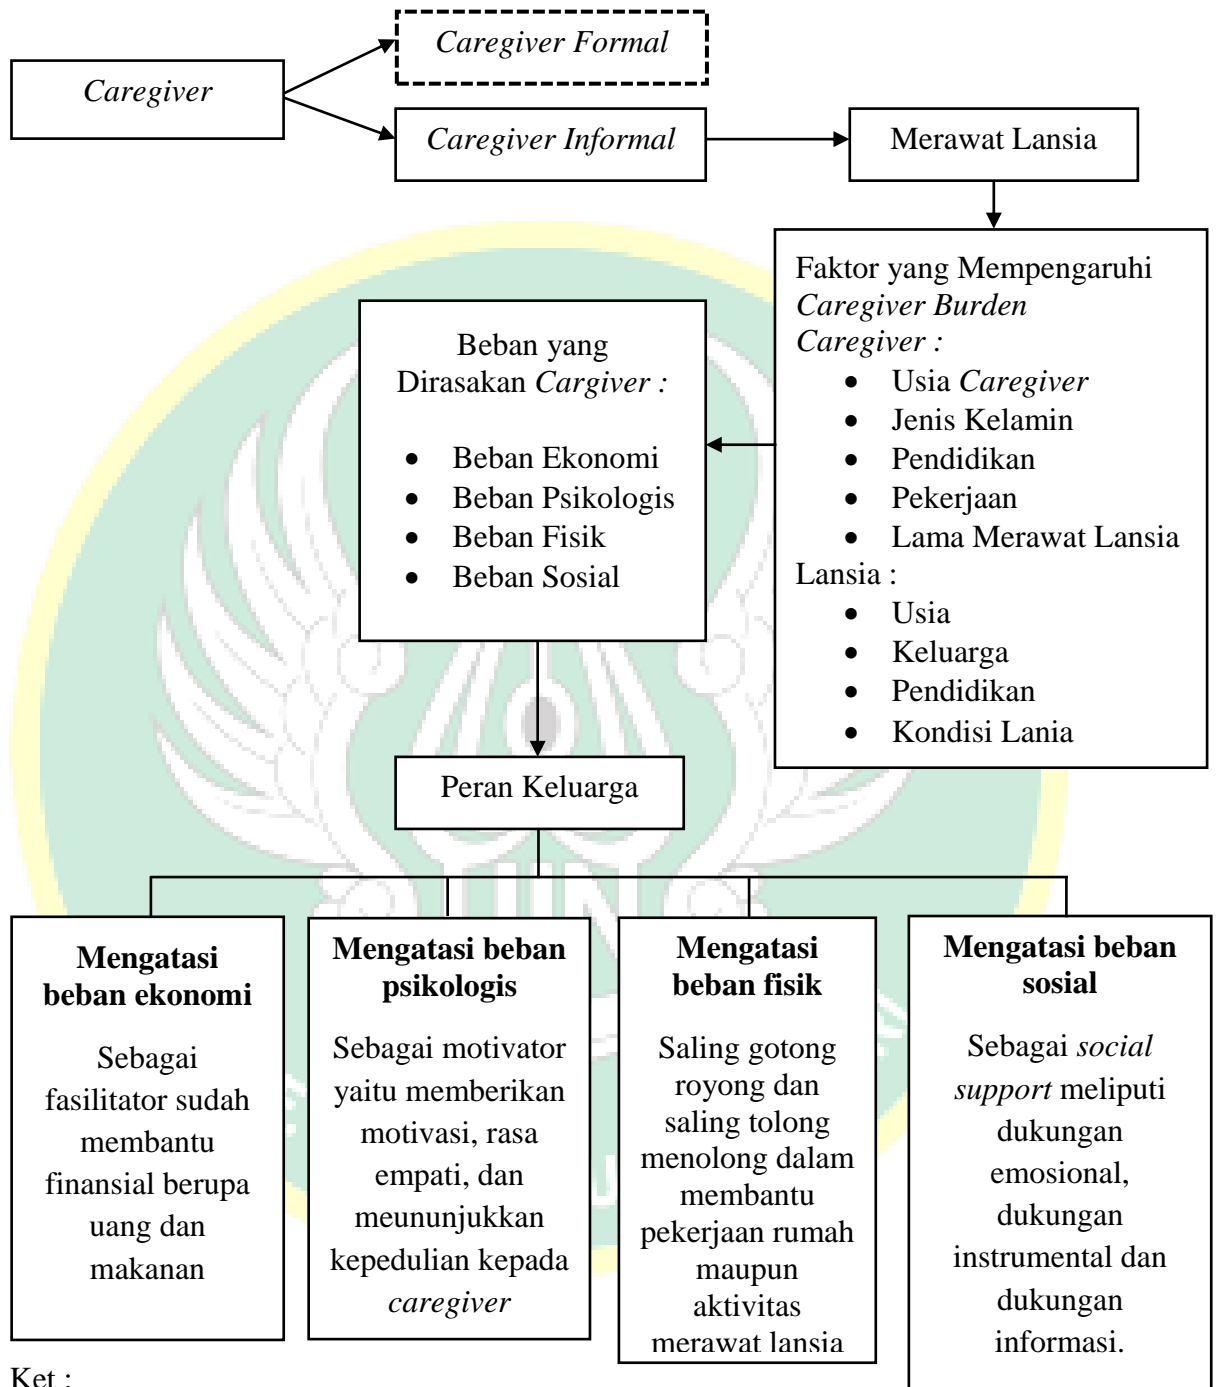 Caregiver Formal
Caregiver
Caregiver Informal
Merawat Lansia
Faktor yang Mempengaruhi
Caregiver Burden
Caregiver :
• Usia Caregiver
• Jenis Kelamin
• Pendidikan
• Pekerjaan
• Lama Merawat Lansia
Lansia :
• Usia
• Keluarga
• Pendidikan
• Kondisi Lania
Beban yang
Dirasakan Cargiver :
• Beban Ekonomi
• Beban Psikologis
• Beban Fisik
• Beban Sosial
Peran Keluarga
Mengatasi
beban ekonomi
Sebagai
fasilitator sudah
membantu
finansial berupa
uang dan
makanan
Mengatasi beban
psikologis
Sebagai motivator
yaitu memberikan
motivasi, rasa
empati, dan
meununjukkan
kepedulian kepada
caregiver
Mengatasi
beban fisik
Saling gotong
royong dan
saling tolong
menolong dalam
membantu
pekerjaan rumah
maupun
aktivitas
merawat lansia
Mengatasi beban
sosial
Sebagai social
support meliputi
dukungan
emosional,
dukungan
instrumental dan
dukungan
informasi.
Ket :